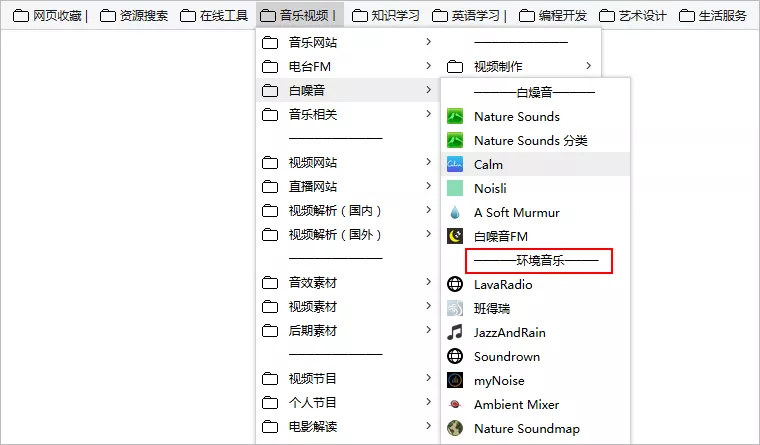 网页收藏 |
资源搜索
在线工具
音乐视频 |
知识学习
英语学习 |
编程开发
艺术设计
生活服务
音乐网站
电台FM
白噪音
音乐相关
视频网站
直播网站
视频解析（国内）
视频解析（国外）
音效素材
视频素材
后期素材
视频节目
个人节目
电影解读
视频制作
————白燥音————
Nature Sounds
Nature Sounds 分类
Calm
Noisli
A Soft Murmur
白噪音FM
————环境音乐———
LavaRadio
班得瑞
JazzAndRain
Soundrown
myNoise
Ambient Mixer
Nature Soundmap